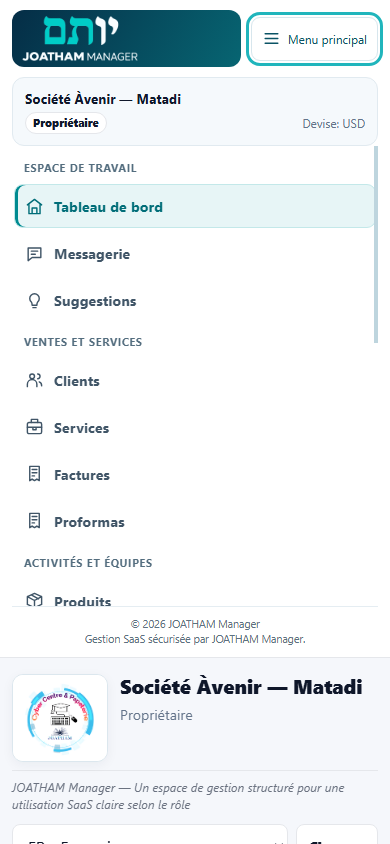 יותם
JOATHAM MANAGER
Menu principal
Société Àvenir — Matadi
Propriétaire
Devise: USD
ESPACE DE TRAVAIL
Tableau de bord
Messagerie
Suggestions
VENTES ET SERVICES
Clients
Services
Factures
Proformas
ACTIVITÉS ET ÉQUIPES
Produits
© 2026 JOATHAM Manager
Gestion SaaS sécurisée par JOATHAM Manager.
Cyber Centre & Papeterie
Société Àvenir — Matadi
Propriétaire
JOATHAM Manager — Un espace de gestion structuré pour une
utilisation SaaS claire selon le rôle